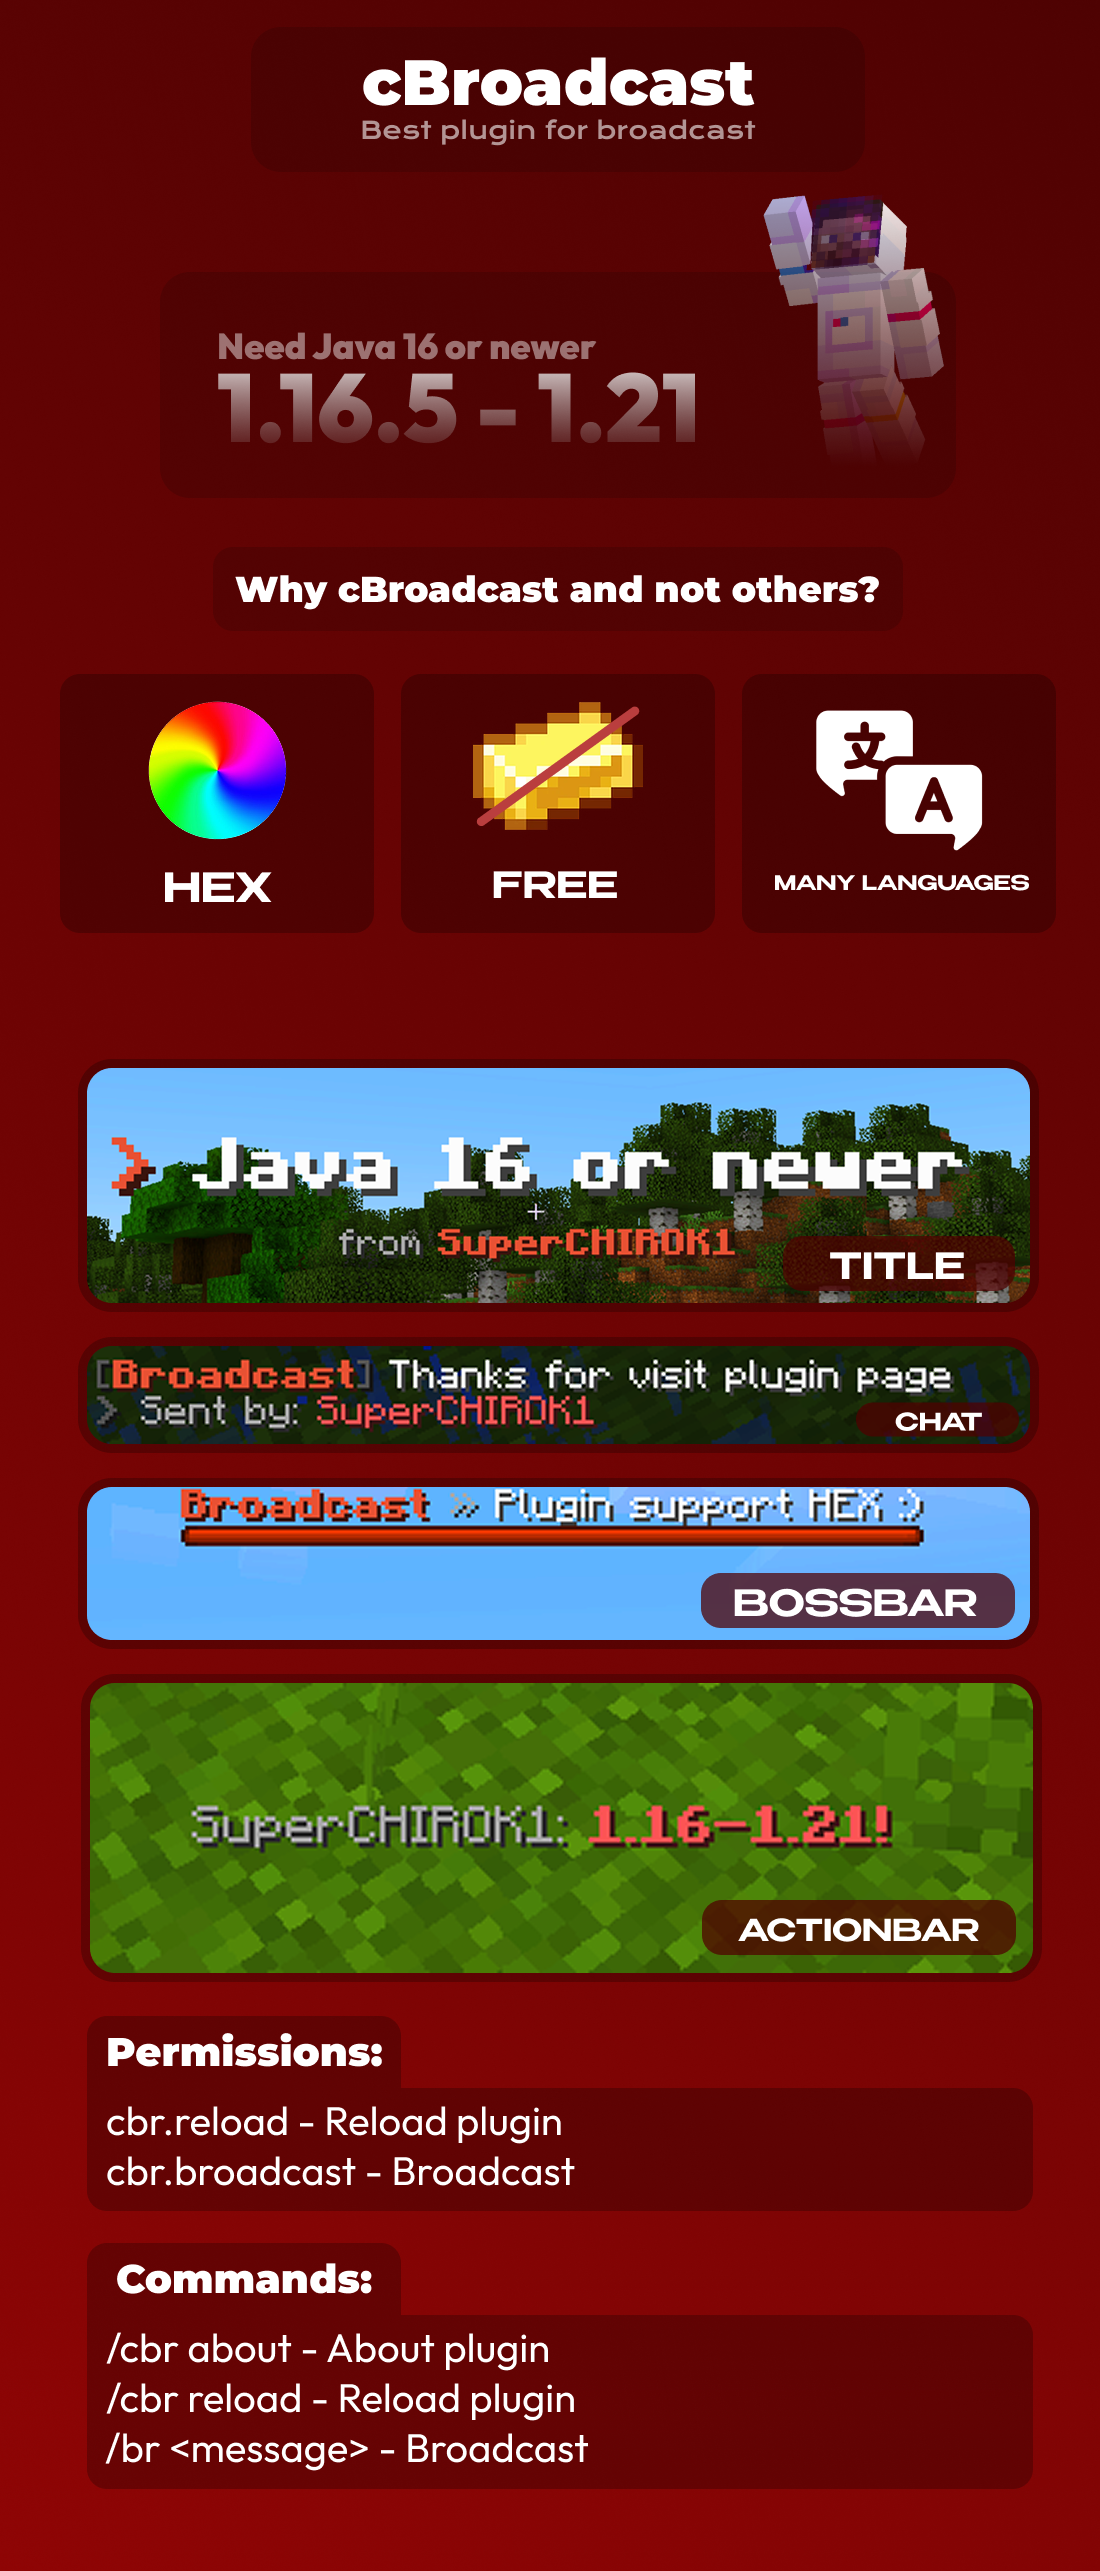 cBroadcast
Best plugin for broadcast
Need Java 16 or newer
1.16.5 - 1.21
Why cBroadcast and not others?
HEX
FREE
文
A
MANY LANGUAGES
> Java 16 or newer
from SuperCHIROK1
TITLE
[Broadcast] Thanks for visit plugin page
> Sent by: SuperCHIROK1
CHAT
Broadcast » Plugin support HEX :)
BOSSBAR
SuperCHIROK1: 1.16-1.21!
ACTIONBAR
Permissions:
cbr.reload - Reload plugin
cbr.broadcast - Broadcast
Commands:
/cbr about - About plugin
/cbr reload - Reload plugin
/br <message> - Broadcast